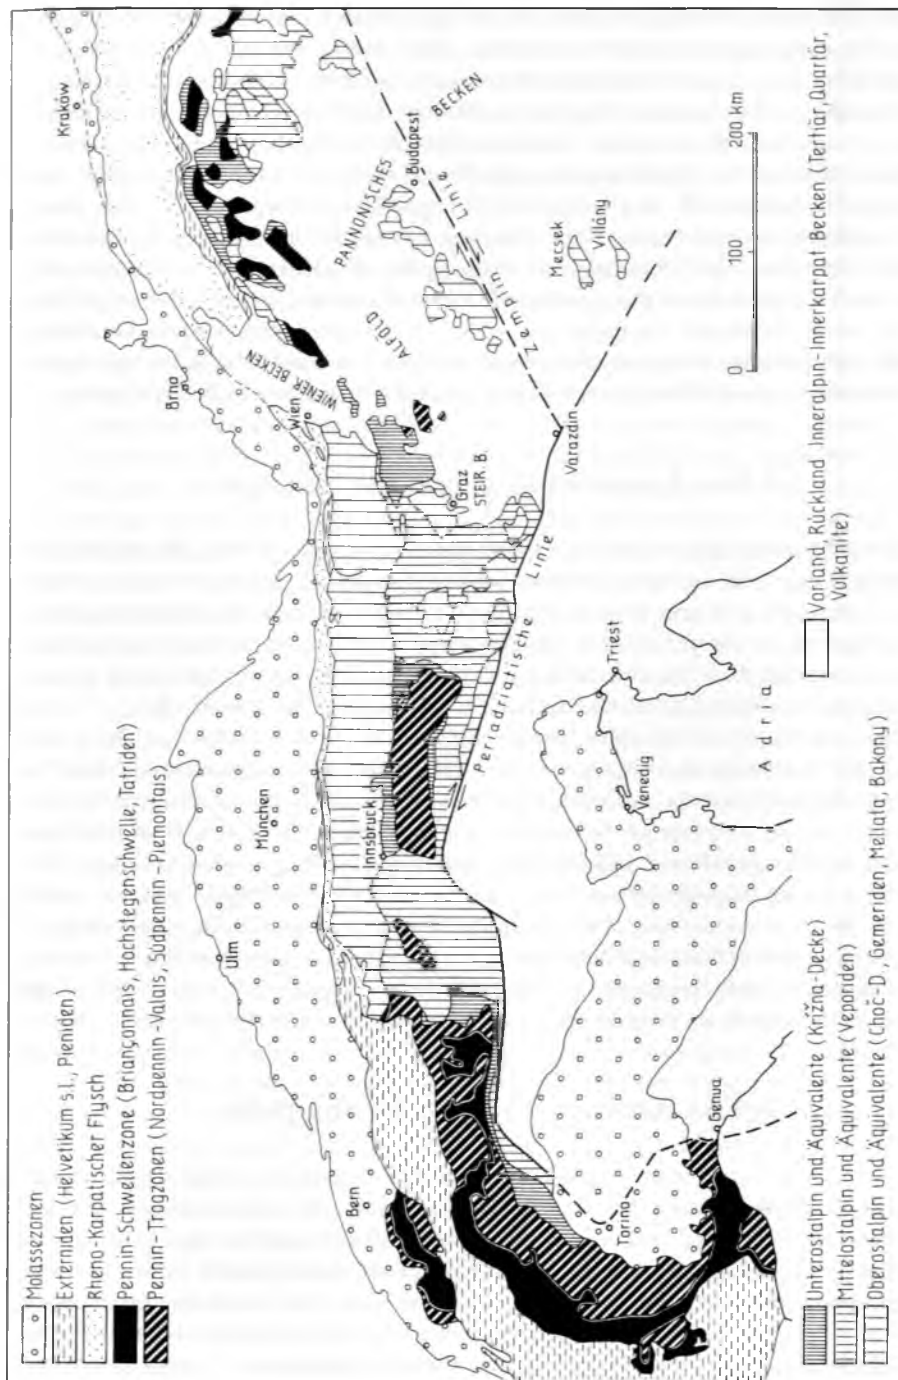 Molassezonen
Externiden (Helvetikum s.l., Pieniden)
Rheno-Karpatischer Flysch
Pennin-Schwellenzone (Briançonnais, Hochstegenschwelle, Tatriden)
Pennin-Trogzonen (Nordpennin-Valais, Südpennin-Piemontais)
Kraków
Brno
Wien
WIENER BECKEN
PANNONISCHES BECKEN
ALFÖLD
Budapest
Zemplin Linie
Mecsek
Villány
Ulm
München
Innsbruck
Graz
STEIR. B.
Varazdin
Periadriatische Linie
Bern
Torino
Genua
Venedig
Triest
Adria
0 100 200 km
Unterostalpin und Äquivalente (Križna-Decke)
Mittelostalpin und Äquivalente (Veporiden)
Oberostalpin und Äquivalente (Choč-D., Gemeriden, Meliata, Bakony)
Vorland, Rückland, Inneralpin-Innerkarpat. Becken (Tertiär, Quartär,
Vulkanite)